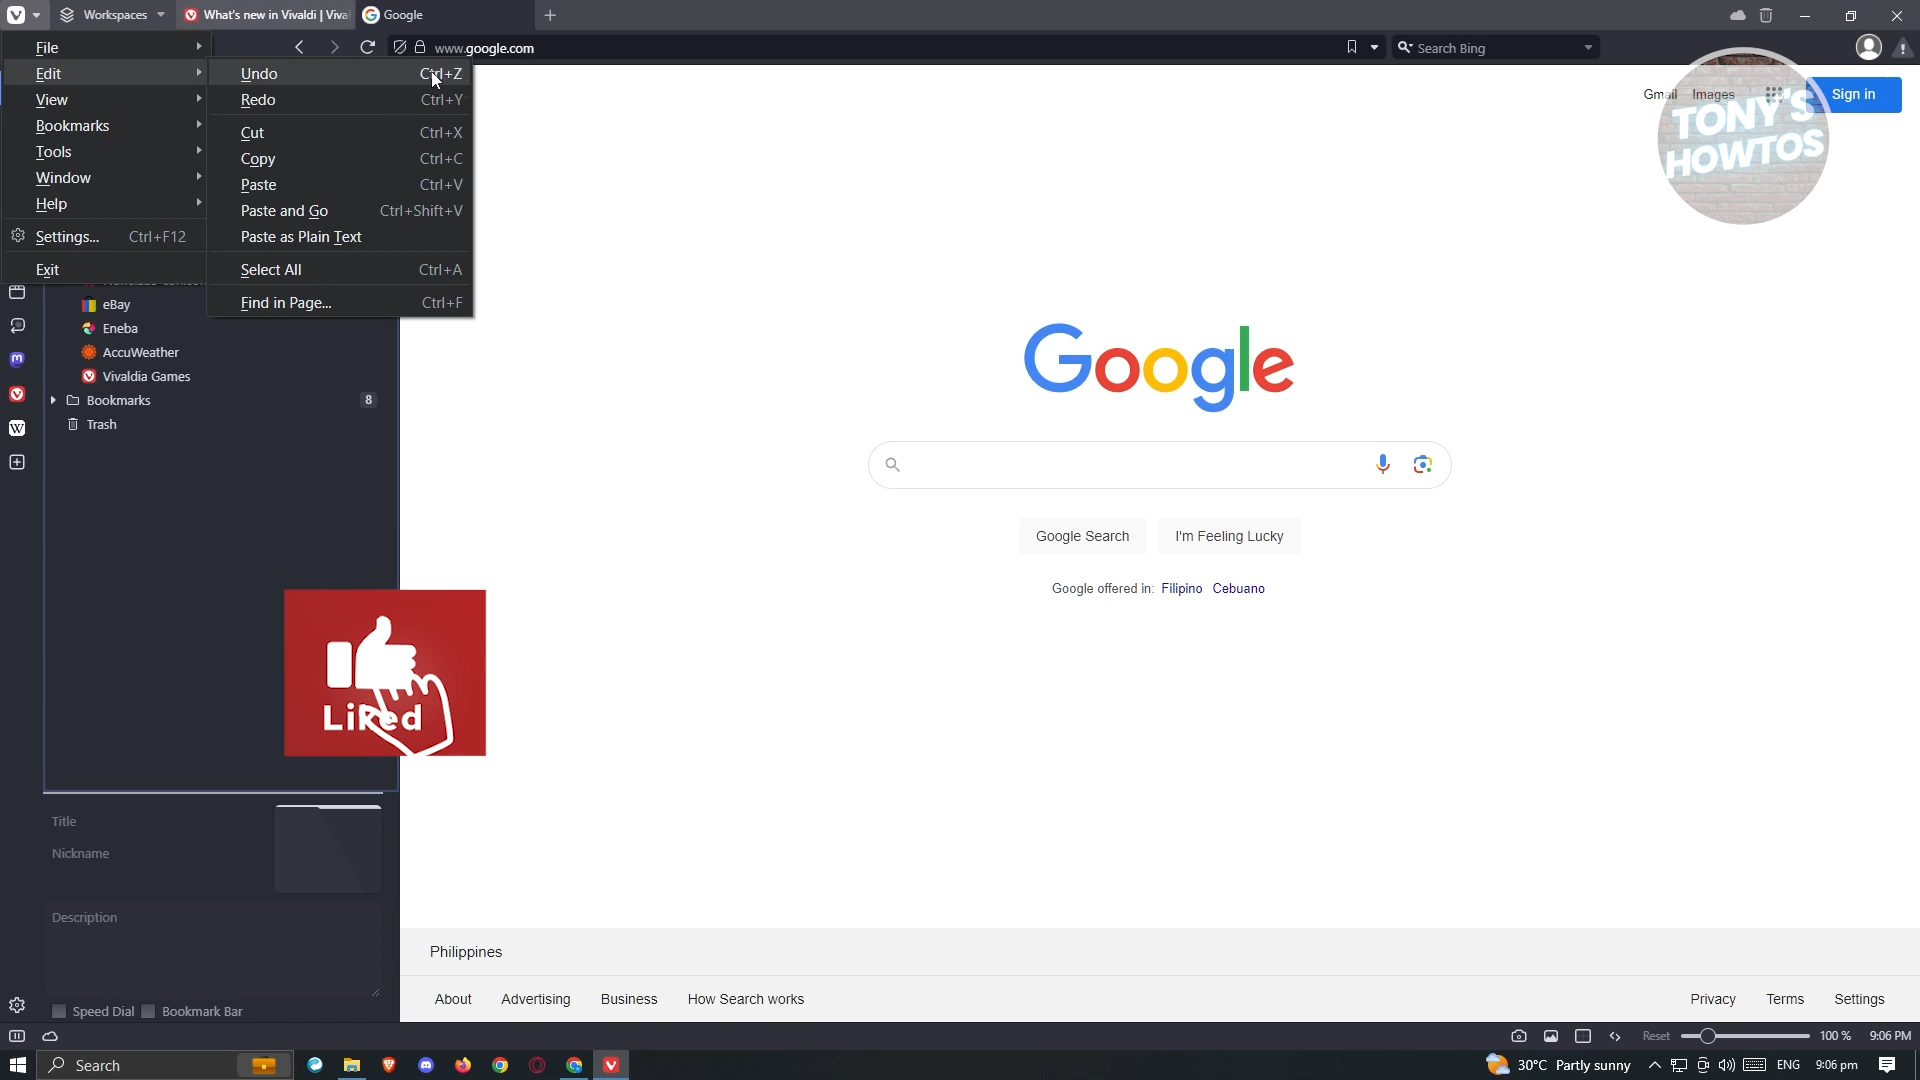 Workspaces
What's new in Vivaldi | Viva
Google
www.google.com
Search Bing
File
Edit
View
Bookmarks
Tools
Window
Help
Settings... Ctrl+F12
Exit
Undo Ctrl+Z
Redo Ctrl+Y
Cut Ctrl+X
Copy Ctrl+C
Paste Ctrl+V
Paste and Go Ctrl+Shift+V
Paste as Plain Text
Select All Ctrl+A
Find in Page... Ctrl+F
Gmail Images Sign in
TONY'S
HOWTOS
eBay
Eneba
AccuWeather
Vivaldia Games
Bookmarks 8
Trash
Google
Google Search I'm Feeling Lucky
Google offered in: Filipino Cebuano
Liked
Title
Nickname
Description
Speed Dial Bookmark Bar
Philippines
About Advertising Business How Search works
Privacy Terms Settings
Reset 100 % 9:06 PM
Search
30°C Partly sunny ENG 9:06 pm